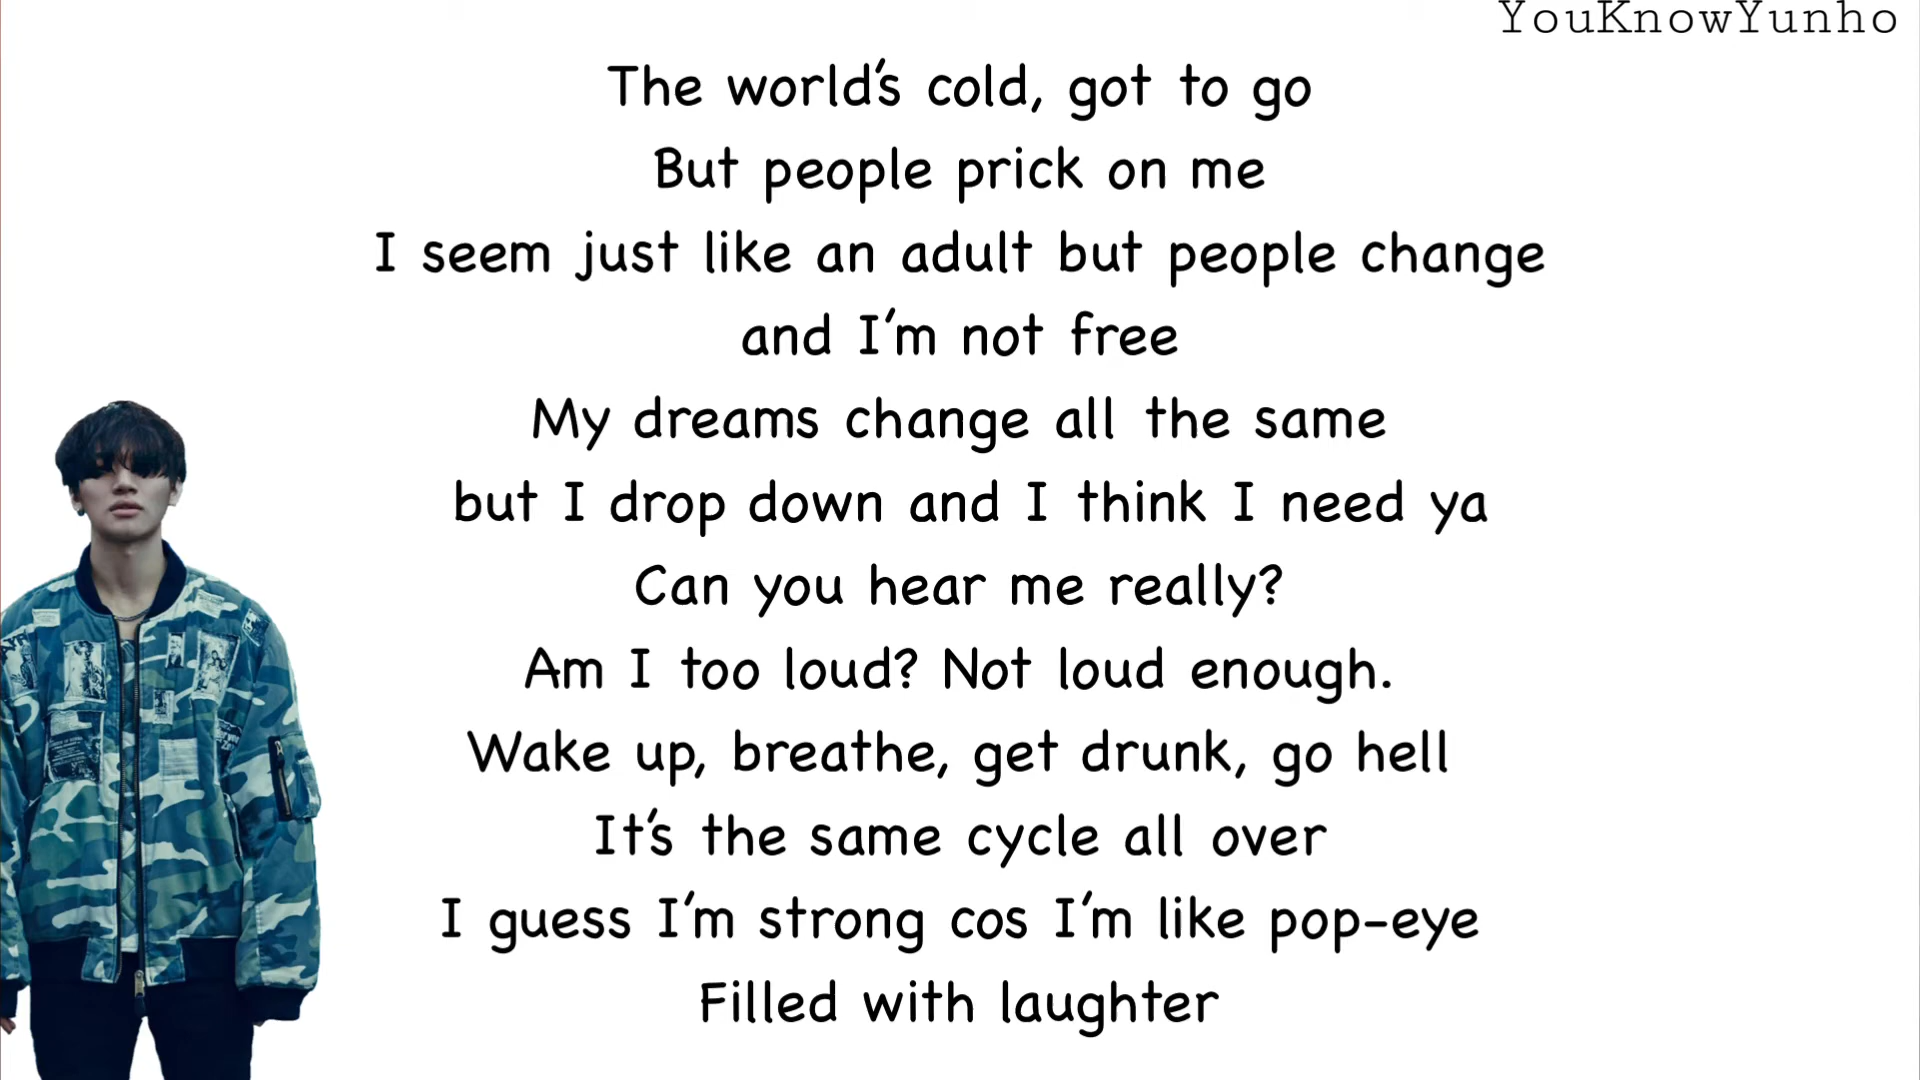 YouKnowYunho
The world's cold, got to go
But people prick on me
I seem just like an adult but people change
and I'm not free
My dreams change all the same
but I drop down and I think I need ya
Can you hear me really?
Am I too loud? Not loud enough.
Wake up, breathe, get drunk, go hell
It's the same cycle all over
I guess I'm strong cos I'm like pop-eye
Filled with laughter